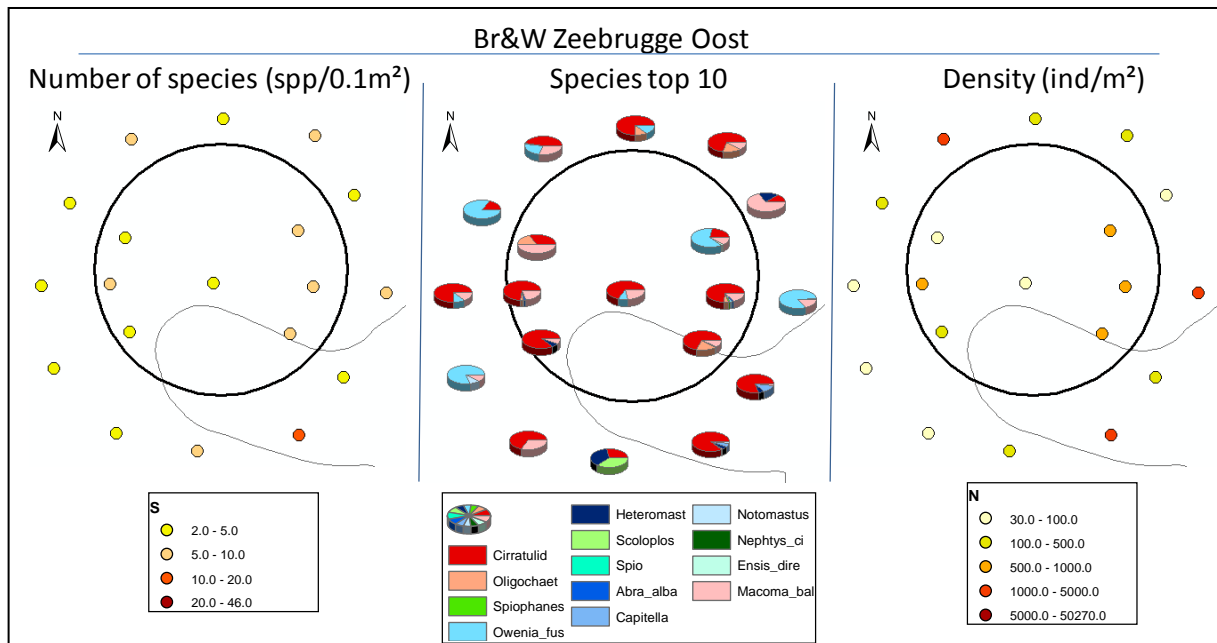 Br&W Zeebrugge Oost
Number of species (spp/0.1m²)
Species top 10
Density (ind/m²)
N
N
N
S
2.0 - 5.0
5.0 - 10.0
10.0 - 20.0
20.0 - 46.0
Cirratulid
Oligochaet
Spiophanes
Owenia_fus
Heteromast
Scoloplos
Spio
Abra_alba
Capitella
Notomastus
Nephtys_ci
Ensis_dire
Macoma_bal
N
30.0 - 100.0
100.0 - 500.0
500.0 - 1000.0
1000.0 - 5000.0
5000.0 - 50270.0